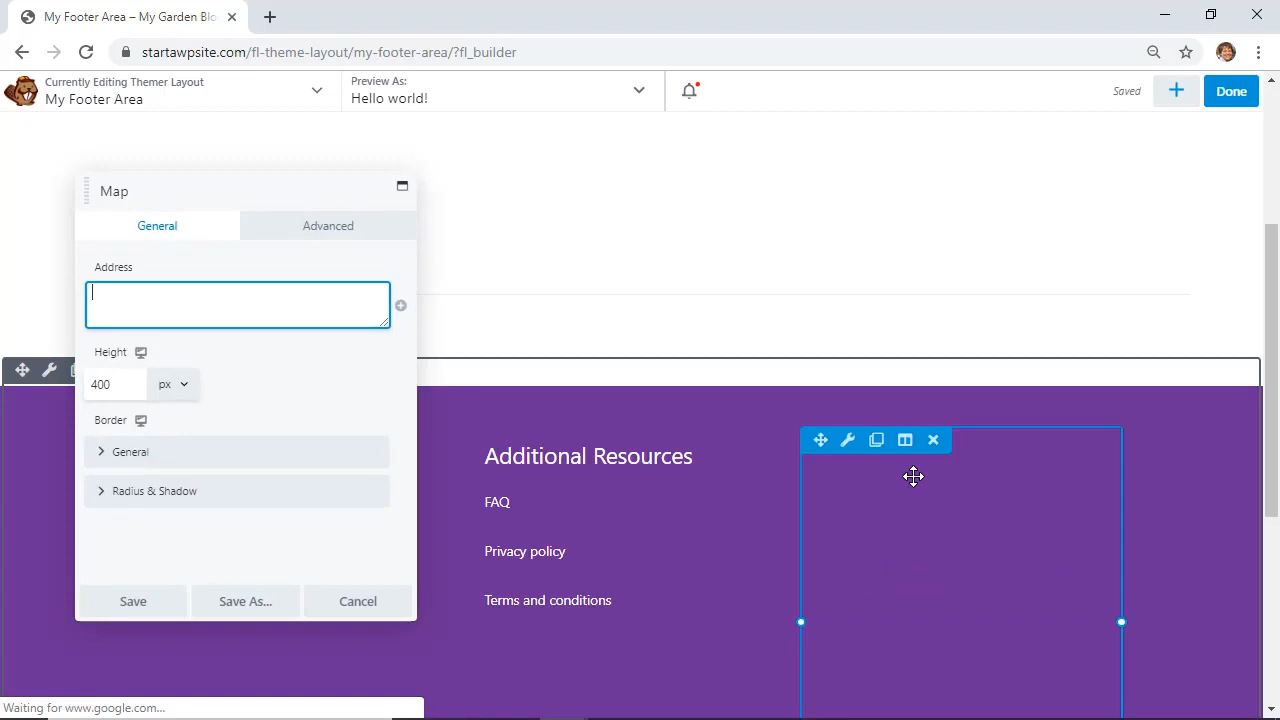 My Footer Area – My Garden Blo
startawpsite.com/fl-theme-layout/my-footer-area/?fl_builder
Currently Editing Themer Layout
My Footer Area
Preview As:
Hello world!
Saved
Done
Map
General
Advanced
Address
Height
400
px
Border
General
Radius & Shadow
Save
Save As...
Cancel
Additional Resources
FAQ
Privacy policy
Terms and conditions
Waiting for www.google.com...